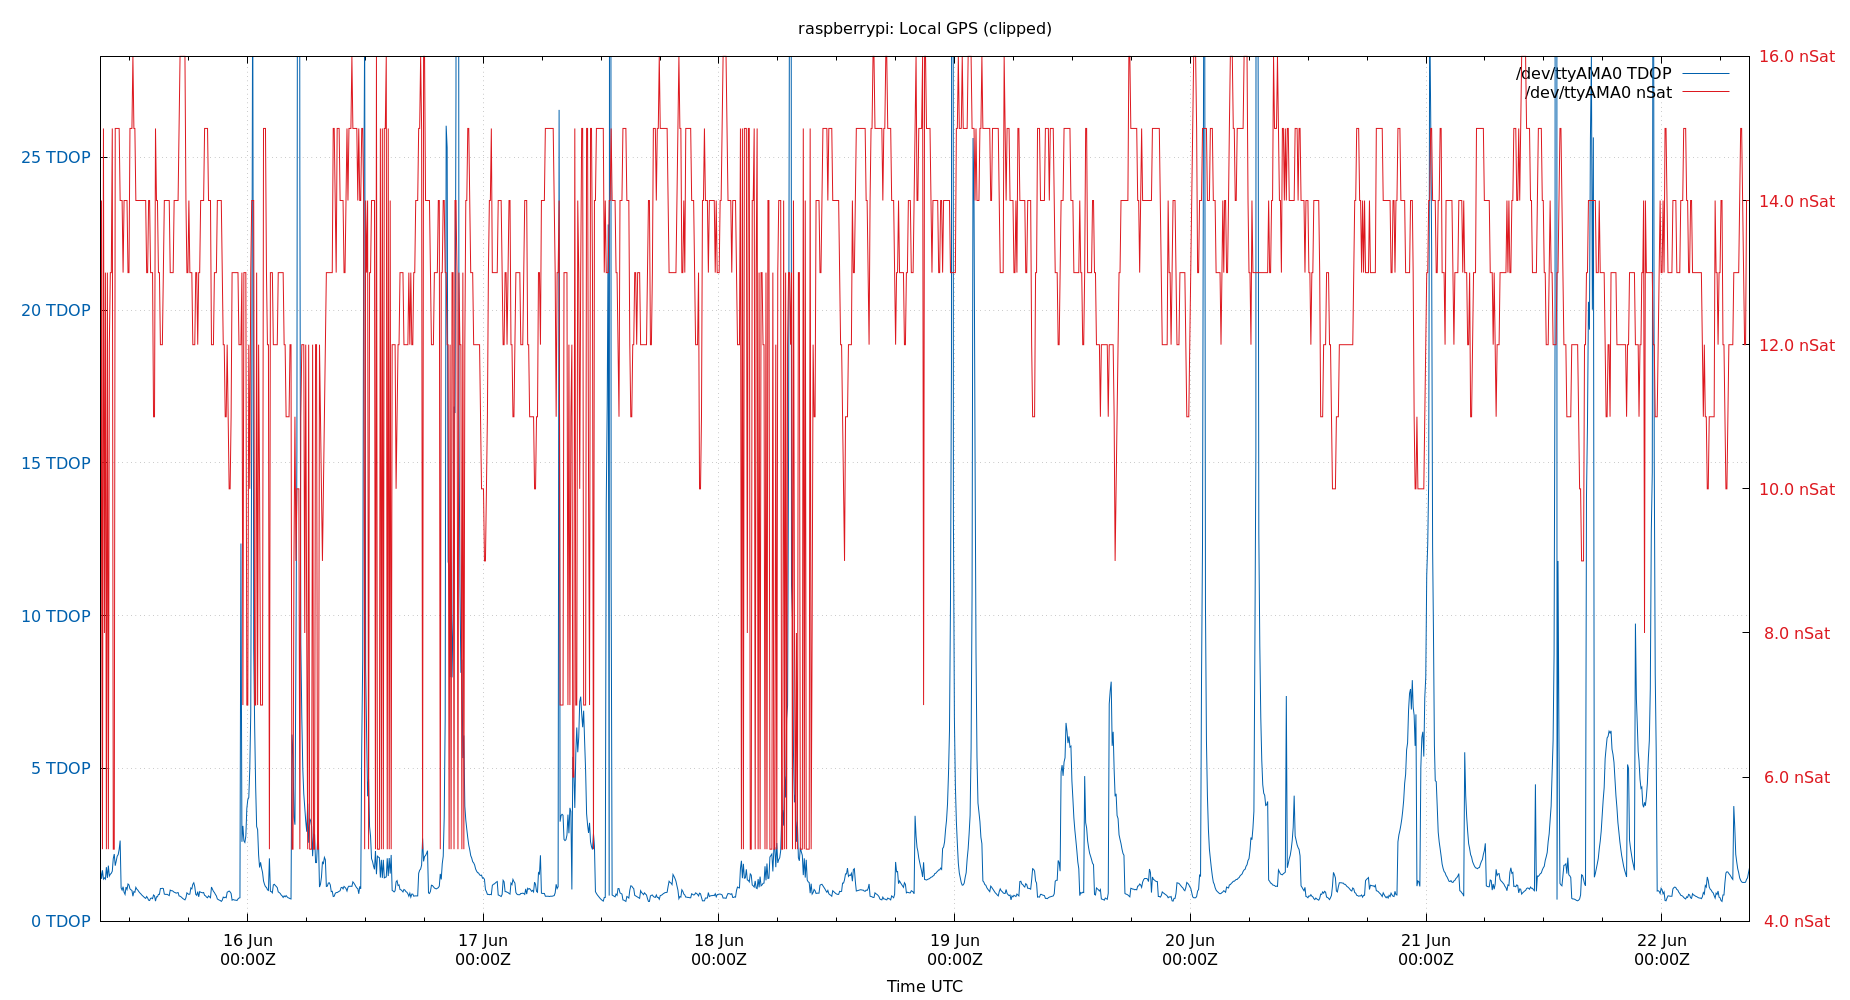 raspberrypi: Local GPS (clipped)
16.0 nSat
/dev/ttyAMA0 TDOP
/dev/ttyAMA0 nSat
25 TDOP
14.0 nSat
20 TDOP
12.0 nSat
15 TDOP
10.0 nSat
10 TDOP
8.0 nSat
5 TDOP
6.0 nSat
0 TDOP
4.0 nSat
16 Jun 17 Jun 18 Jun 19 Jun 20 Jun 21 Jun 22 Jun
00:00Z 00:00Z 00:00Z 00:00Z 00:00Z 00:00Z 00:00Z
Time UTC